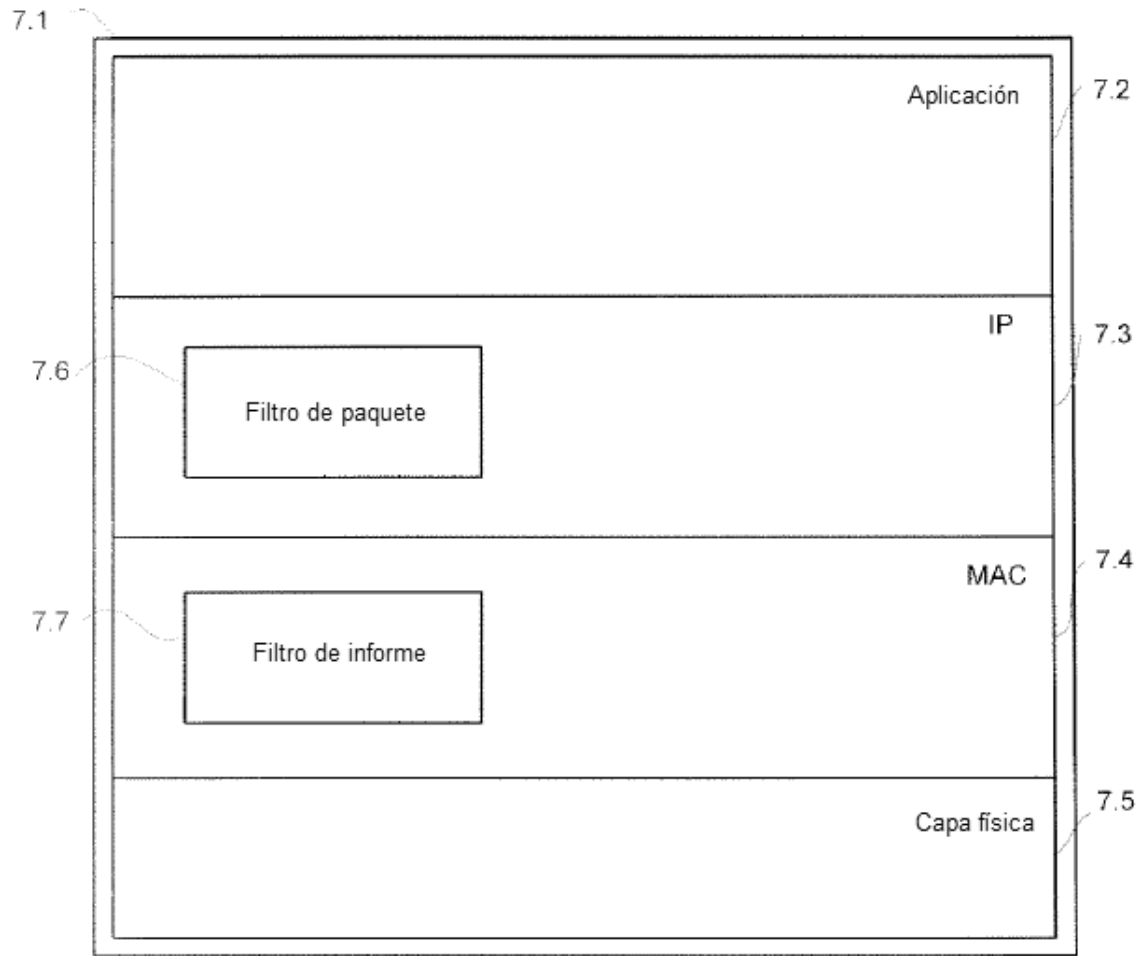 7.1
Aplicación
7.2
IP
7.3
7.6
Filtro de paquete
MAC
7.4
7.7
Filtro de informe
Capa física
7.5